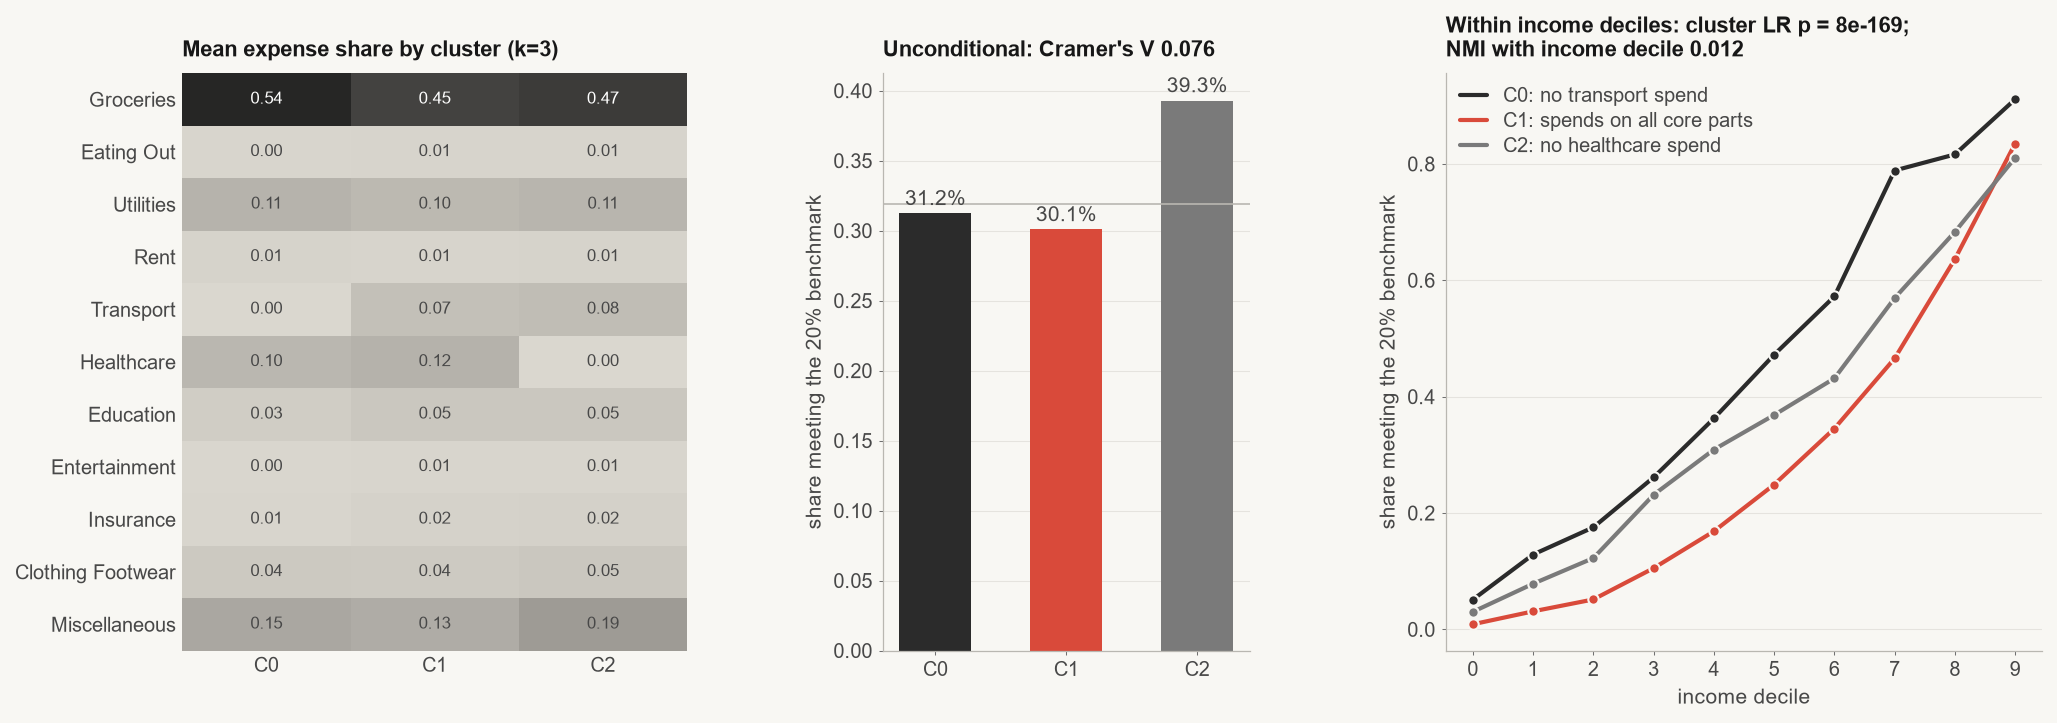 Mean expense share by cluster (k=3)
Groceries 0.54 0.45 0.47
Eating Out 0.00 0.01 0.01
Utilities 0.11 0.10 0.11
Rent 0.01 0.01 0.01
Transport 0.00 0.07 0.08
Healthcare 0.10 0.12 0.00
Education 0.03 0.05 0.05
Entertainment 0.00 0.01 0.01
Insurance 0.01 0.02 0.02
Clothing Footwear 0.04 0.04 0.05
Miscellaneous 0.15 0.13 0.19
C0 C1 C2
Unconditional: Cramer's V 0.076
share meeting the 20% benchmark
0.40
0.35
0.30
0.25
0.20
0.15
0.10
0.05
0.00
31.2%
30.1%
39.3%
C0 C1 C2
Within income deciles: cluster LR p = 8e-169;
NMI with income decile 0.012
C0: no transport spend
C1: spends on all core parts
C2: no healthcare spend
share meeting the 20% benchmark
0.8
0.6
0.4
0.2
0.0
0 1 2 3 4 5 6 7 8 9
income decile